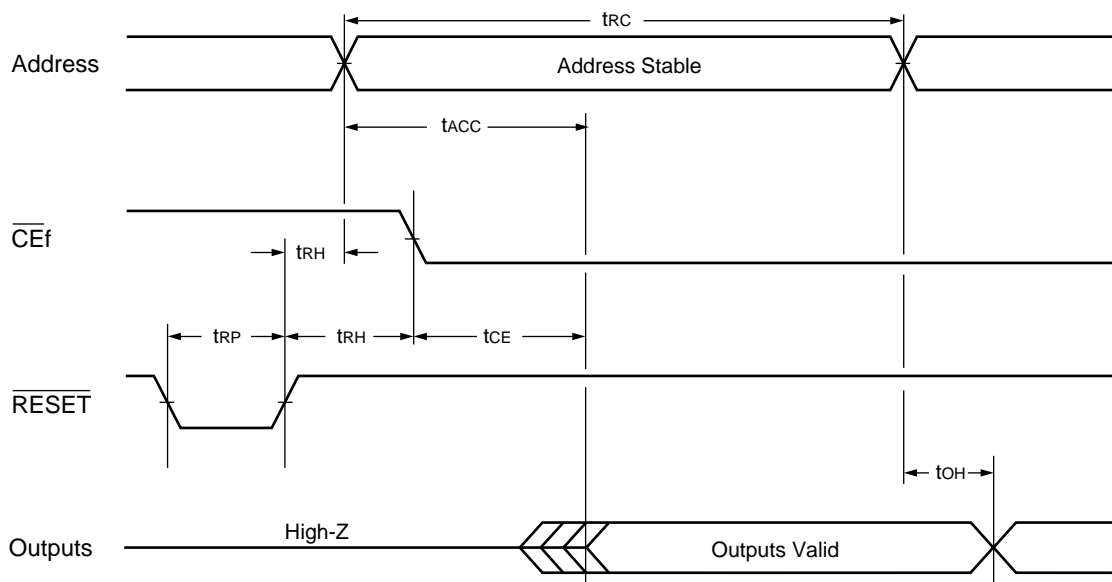 tRC
Address
Address Stable
tACC
CEf
tRH
tRP
tRH
tCE
RESET
tOH
High-Z
Outputs
Outputs Valid